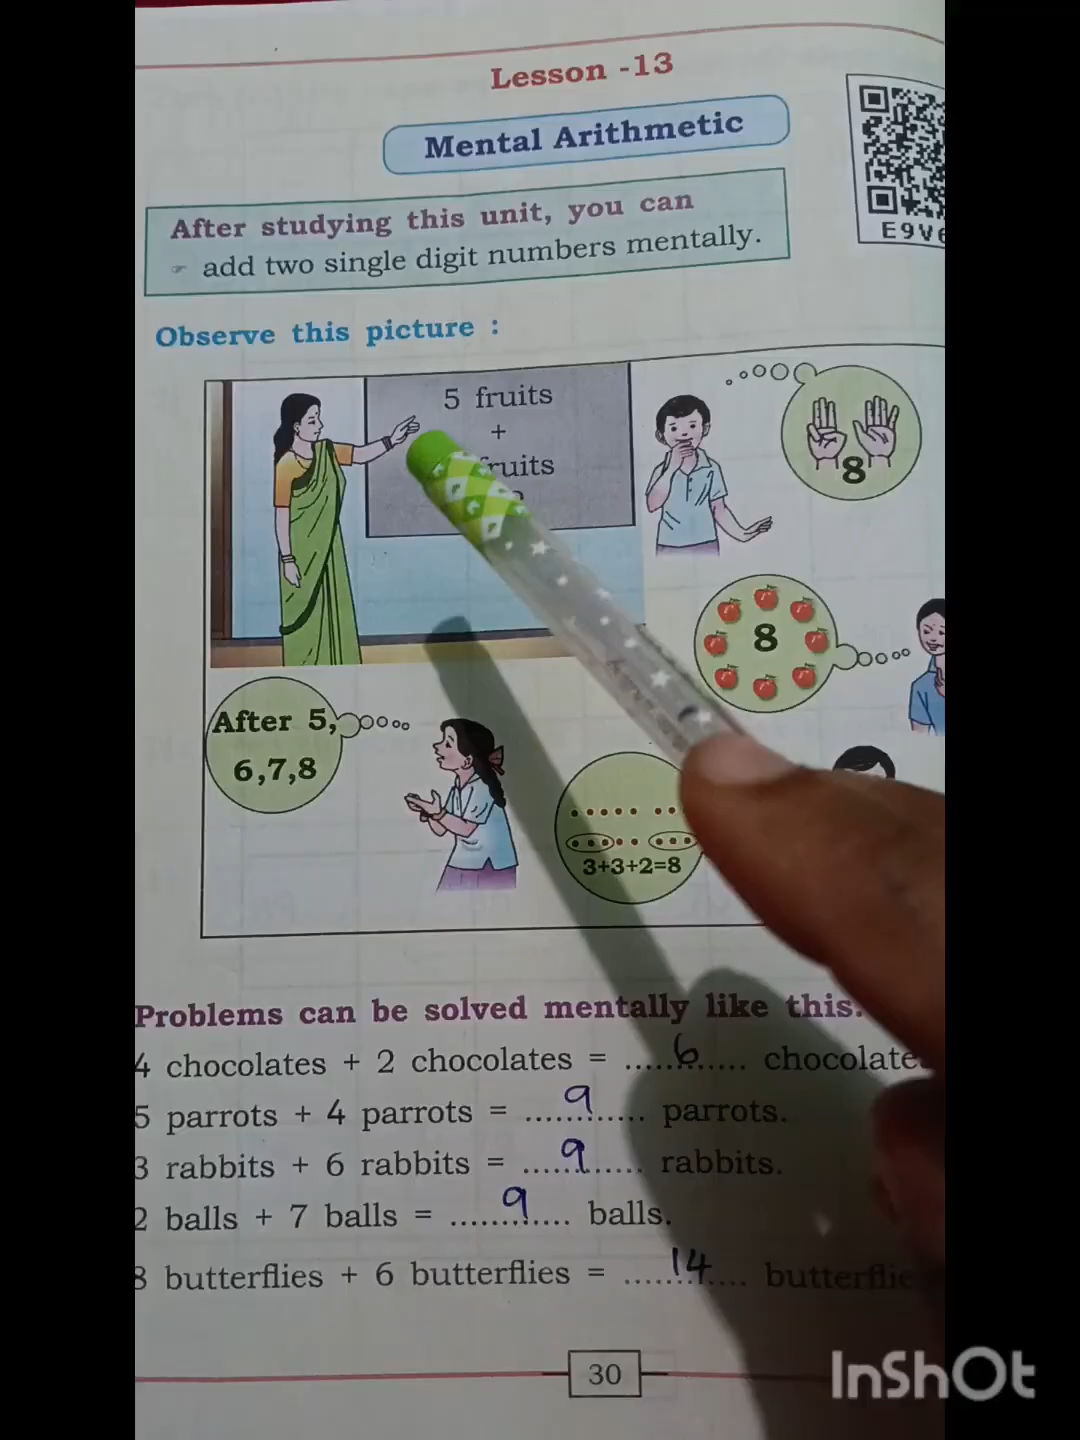 Lesson -13
Mental Arithmetic
E9V6
After studying this unit, you can
☞ add two single digit numbers mentally.
Observe this picture :
5 fruits
+
fruits
8
8
After 5,
6,7,8
3+3+2=8
Problems can be solved mentally like this.
4 chocolates + 2 chocolates = ....6.... chocolate
5 parrots + 4 parrots = ....9.... parrots.
3 rabbits + 6 rabbits = ....9.... rabbits.
2 balls + 7 balls = ....9.... balls.
8 butterflies + 6 butterflies = ....14.... butterflie
30
InShOt